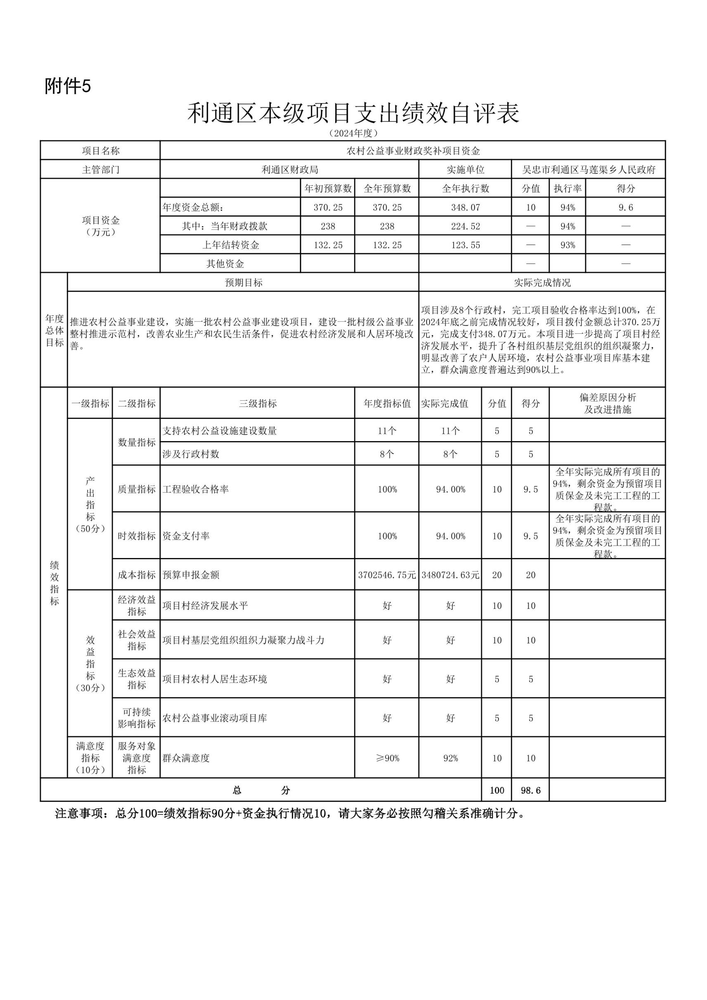 附件5
利通区本级项目支出绩效自评表
（2024年度）
项目名称 农村公益事业财政奖补项目资金
主管部门 利通区财政局 实施单位 吴忠市利通区马莲渠乡人民政府
项目资金
（万元）
年初预算数 全年预算数 全年执行数 分值 执行率 得分
年度资金总额： 370.25 370.25 348.07 10 94% 9.6
其中：当年财政拨款 238 238 224.52 — 94% —
上年结转资金 132.25 132.25 123.55 — 93% —
其他资金 — —
年度
总体
目标
预期目标 实际完成情况
推进农村公益事业建设，实施一批农村公益事业建设项目，建设一批村级公益事业
整村推进示范村，改善农业生产和农民生活条件，促进农村经济发展和人居环境改
善。
项目涉及8个行政村，完工项目验收合格率达到100%，在
2024年底之前完成情况较好，项目拨付金额总计370.25万
元，完成支付348.07万元。本项目进一步提高了项目村经
济发展水平，提升了各村组织基层党组织的组织凝聚力，
明显改善了农户人居环境，农村公益事业项目库基本建
立，群众满意度普遍达到90%以上。
绩
效
指
标
一级指标 二级指标 三级指标 年度指标值 实际完成值 分值 得分 偏差原因分析
及改进措施
产
出
指
标
（50分）
数量指标
支持农村公益设施建设数量 11个 11个 5 5
涉及行政村数 8个 8个 5 5
质量指标 工程验收合格率 100% 94.00% 10 9.5
全年实际完成所有项目的
94%，剩余资金为预留项目
质保金及未完工工程的工
程款。
时效指标 资金支付率 100% 94.00% 10 9.5
全年实际完成所有项目的
94%，剩余资金为预留项目
质保金及未完工工程的工
程款。
成本指标 预算申报金额 3702546.75元 3480724.63元 20 20
效
益
指
标
（30分）
经济效益
指标
项目村经济发展水平 好 好 10 10
社会效益
指标
项目村基层党组织组织力凝聚力战斗力 好 好 10 10
生态效益
指标
项目村农村人居生态环境 好 好 5 5
可持续
影响指标
农村公益事业滚动项目库 好 好 5 5
满意度
指标
（10分）
服务对象
满意度
指标
群众满意度 ≥90% 92% 10 10
总 分 100 98.6
注意事项：总分100=绩效指标90分+资金执行情况10，请大家务必按照勾稽关系准确计分。